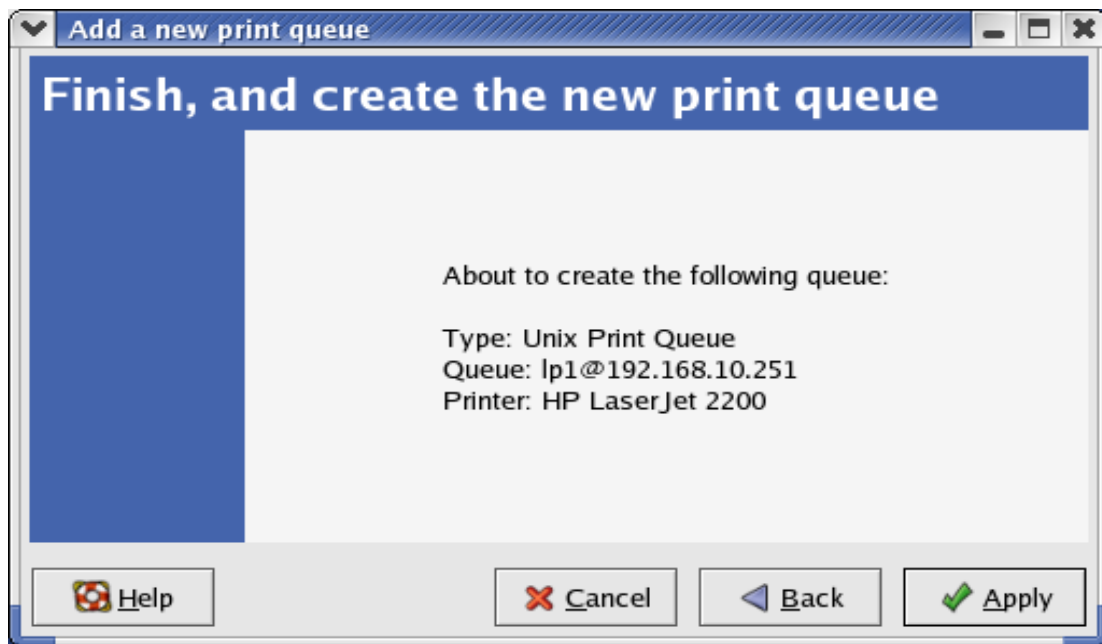 Add a new print queue
Finish, and create the new print queue
About to create the following queue:
Type: Unix Print Queue
Queue: lp1@192.168.10.251
Printer: HP LaserJet 2200
Help
Cancel
Back
Apply